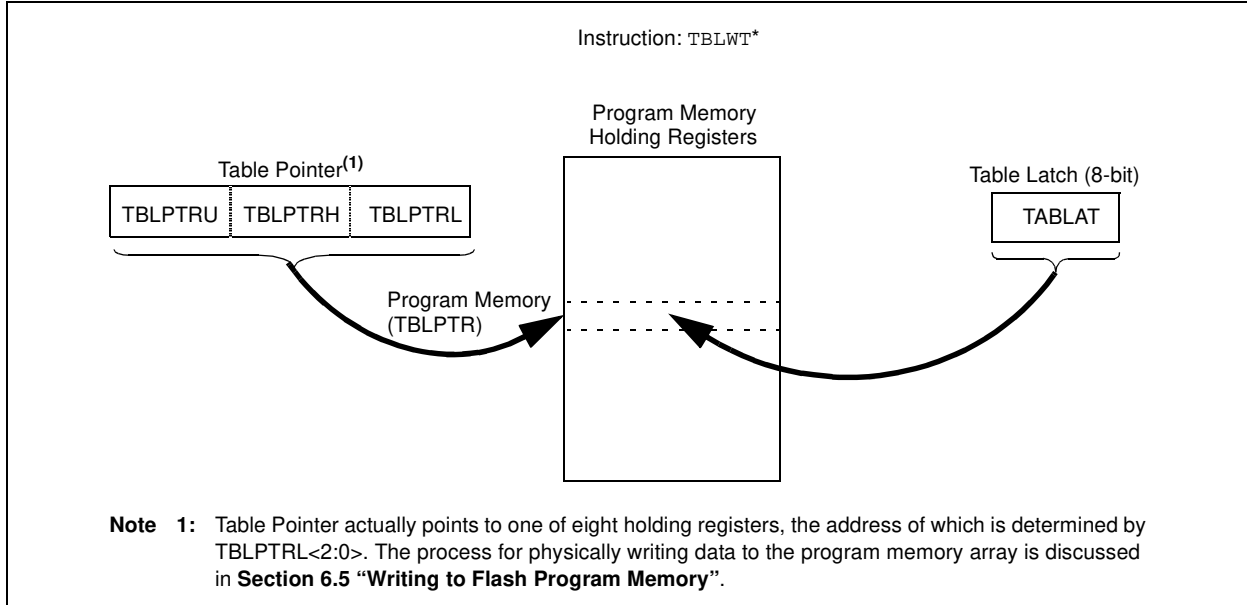 Instruction: TBLWT*
Program Memory
Holding Registers
Table Pointer(1)
Table Latch (8-bit)
TBLPTRU TBLPTRH TBLPTRL
TABLAT
Program Memory
(TBLPTR)
Note 1: Table Pointer actually points to one of eight holding registers, the address of which is determined by
TBLPTRL<2:0>. The process for physically writing data to the program memory array is discussed
in Section 6.5 “Writing to Flash Program Memory”.